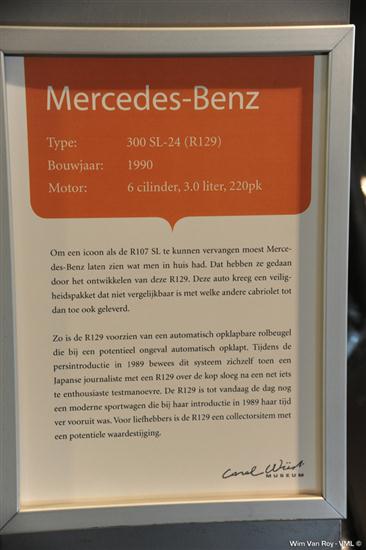 Mercedes-Benz
Type: 300 SL-24 (R129)
Bouwjaar: 1990
Motor: 6 cilinder, 3.0 liter, 220pk
Om een icoon als de R107 SL te kunnen vervangen moest Merce-
des-Benz laten zien wat men in huis had. Dat hebben ze gedaan
door het ontwikkelen van deze R129. Deze auto kreeg een veilig-
heidspakket dat niet vergelijkbaar is met welke andere cabriolet tot
dan toe ook geleverd.
Zo is de R129 voorzien van een automatisch opklapbare rolbeugel
die bij een potentieel ongeval automatisch opklapt. Tijdens de
persintroductie in 1989 bewees dit systeem zichzelf toen een
Japanse journaliste met een R129 over de kop sloeg na een net iets
te enthousiaste testmanoevre. De R129 is tot vandaag de dag nog
een moderne sportwagen die bij haar introductie in 1989 haar tijd
ver vooruit was. Voor liefhebbers is de R129 een collectorsitem met
een potentiele waardestijging.
Carel Wüst
MUSEUM
Wim Van Roy - VML ©